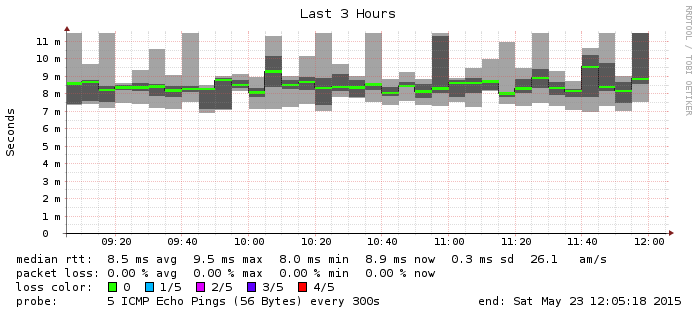 Last 3 Hours
RRDTOOL / TOBI OETIKER
Seconds
11 m
10 m
9 m
8 m
7 m
6 m
5 m
4 m
3 m
2 m
1 m
0
09:20 09:40 10:00 10:20 10:40 11:00 11:20 11:40 12:00
median rtt: 8.5 ms avg 9.5 ms max 8.0 ms min 8.9 ms now 0.3 ms sd 26.1 am/s
packet loss: 0.00 % avg 0.00 % max 0.00 % min 0.00 % now
loss color: 0 1/5 2/5 3/5 4/5
probe: 5 ICMP Echo Pings (56 Bytes) every 300s end: Sat May 23 12:05:18 2015